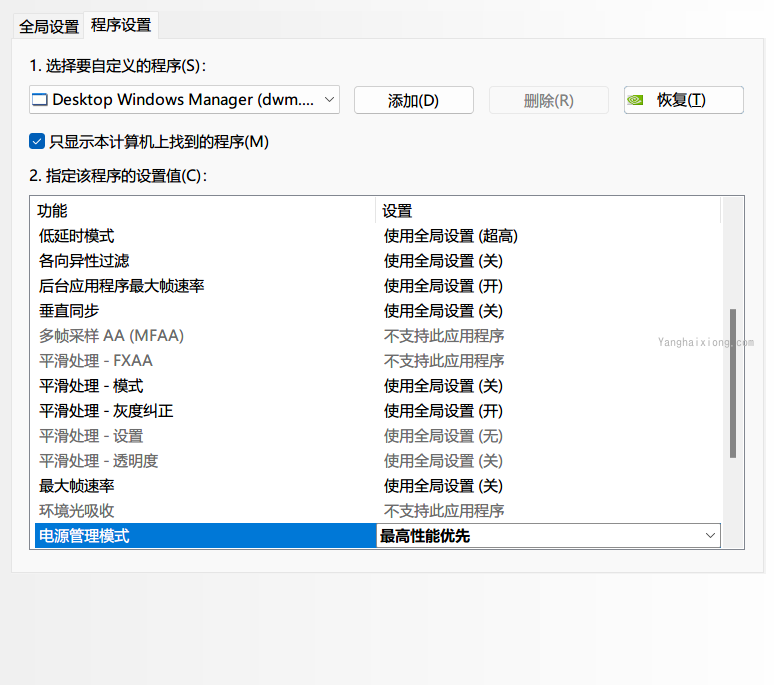 全局设置 程序设置
1. 选择要自定义的程序(S):
Desktop Windows Manager (dwm.... 添加(D) 删除(R) 恢复(T)
只显示本计算机上找到的程序(M)
2. 指定该程序的设置值(C):
功能 设置
低延时模式 使用全局设置 (超高)
各向异性过滤 使用全局设置 (关)
后台应用程序最大帧速率 使用全局设置 (开)
垂直同步 使用全局设置 (关)
多帧采样 AA (MFAA) 不支持此应用程序
Yanghaixiong.com
平滑处理 - FXAA 不支持此应用程序
平滑处理 - 模式 使用全局设置 (关)
平滑处理 - 灰度纠正 使用全局设置 (开)
平滑处理 - 设置 使用全局设置 (无)
平滑处理 - 透明度 使用全局设置 (关)
最大帧速率 使用全局设置 (关)
环境光吸收 不支持此应用程序
电源管理模式 最高性能优先